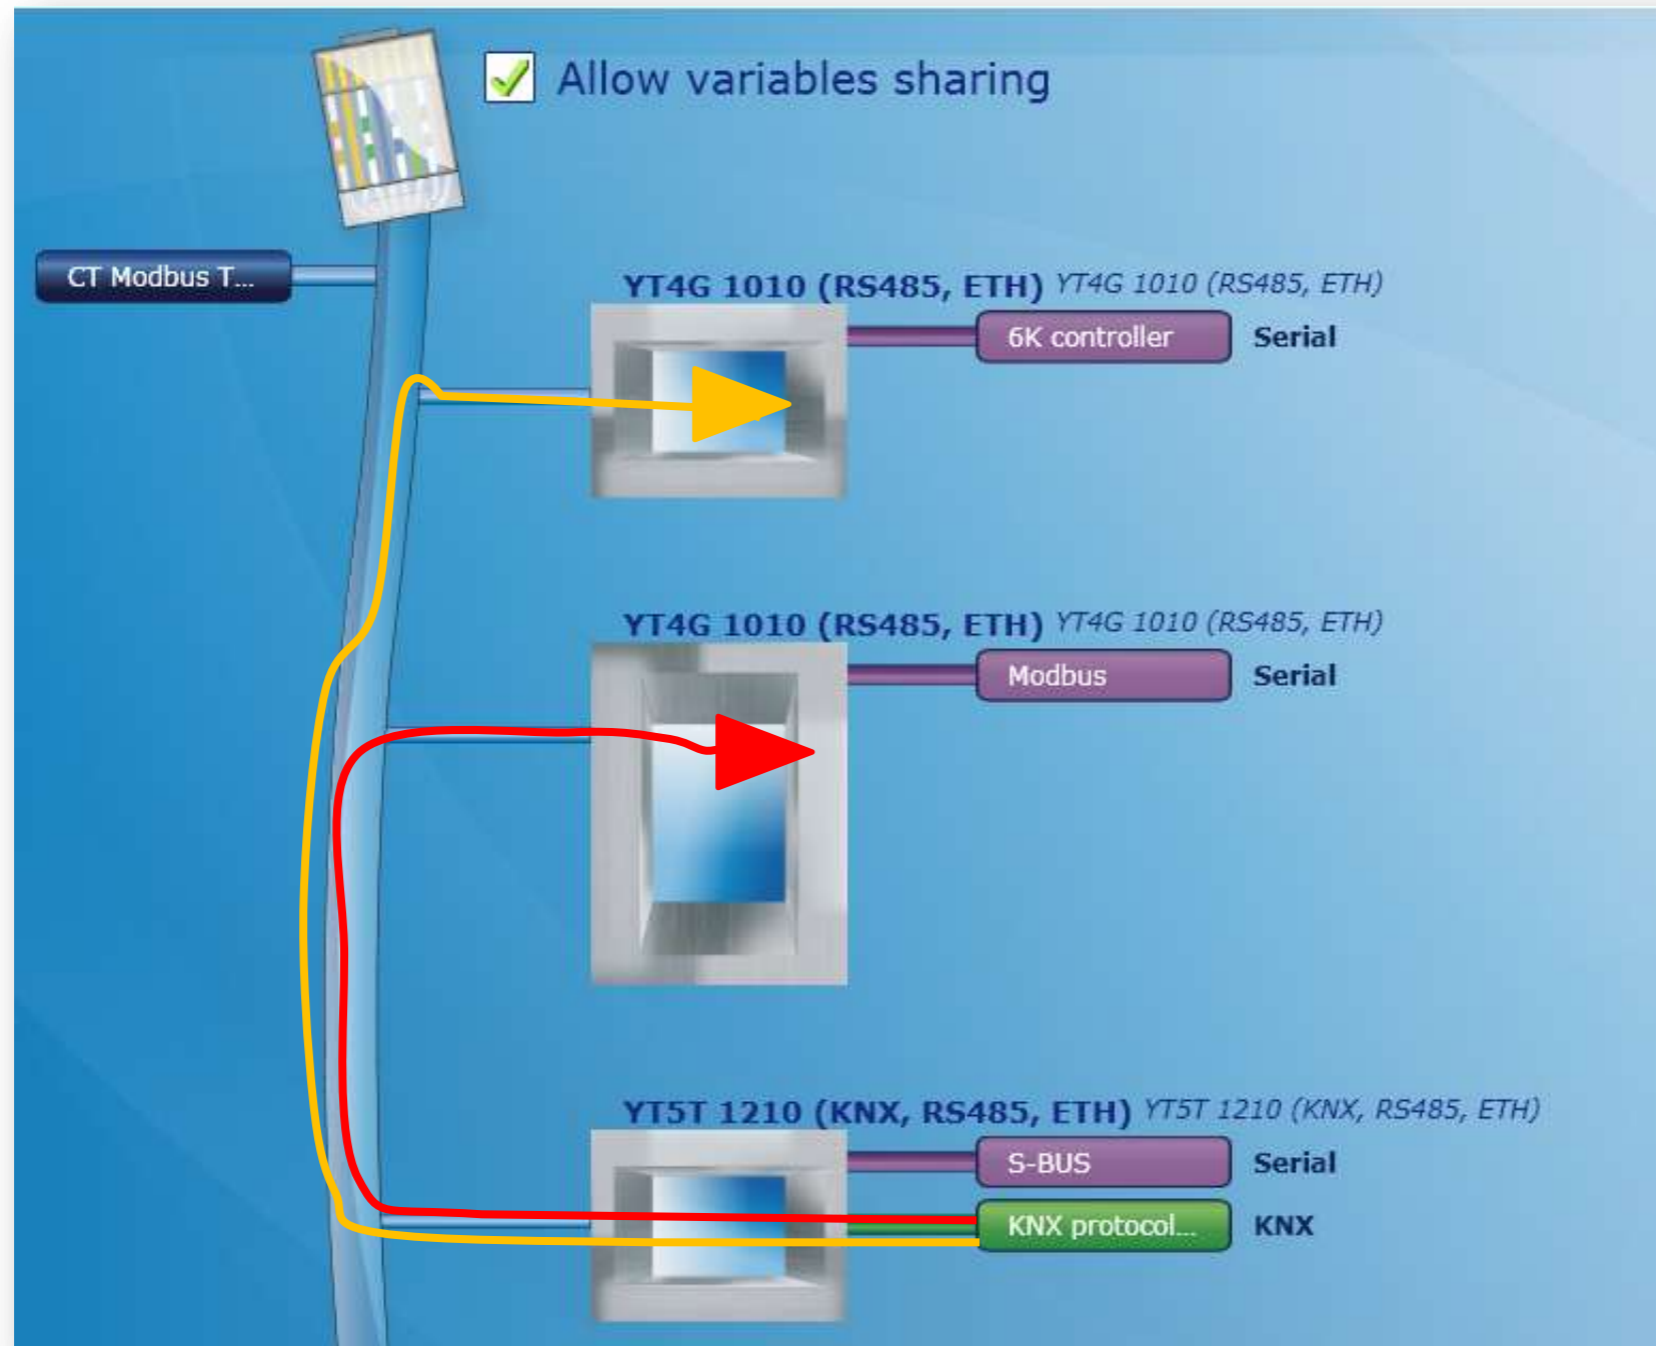 Allow variables sharing
CT Modbus T...
YT4G 1010 (RS485, ETH) YT4G 1010 (RS485, ETH)
6K controller Serial
YT4G 1010 (RS485, ETH) YT4G 1010 (RS485, ETH)
Modbus Serial
YT5T 1210 (KNX, RS485, ETH) YT5T 1210 (KNX, RS485, ETH)
S-BUS Serial
KNX protocol... KNX